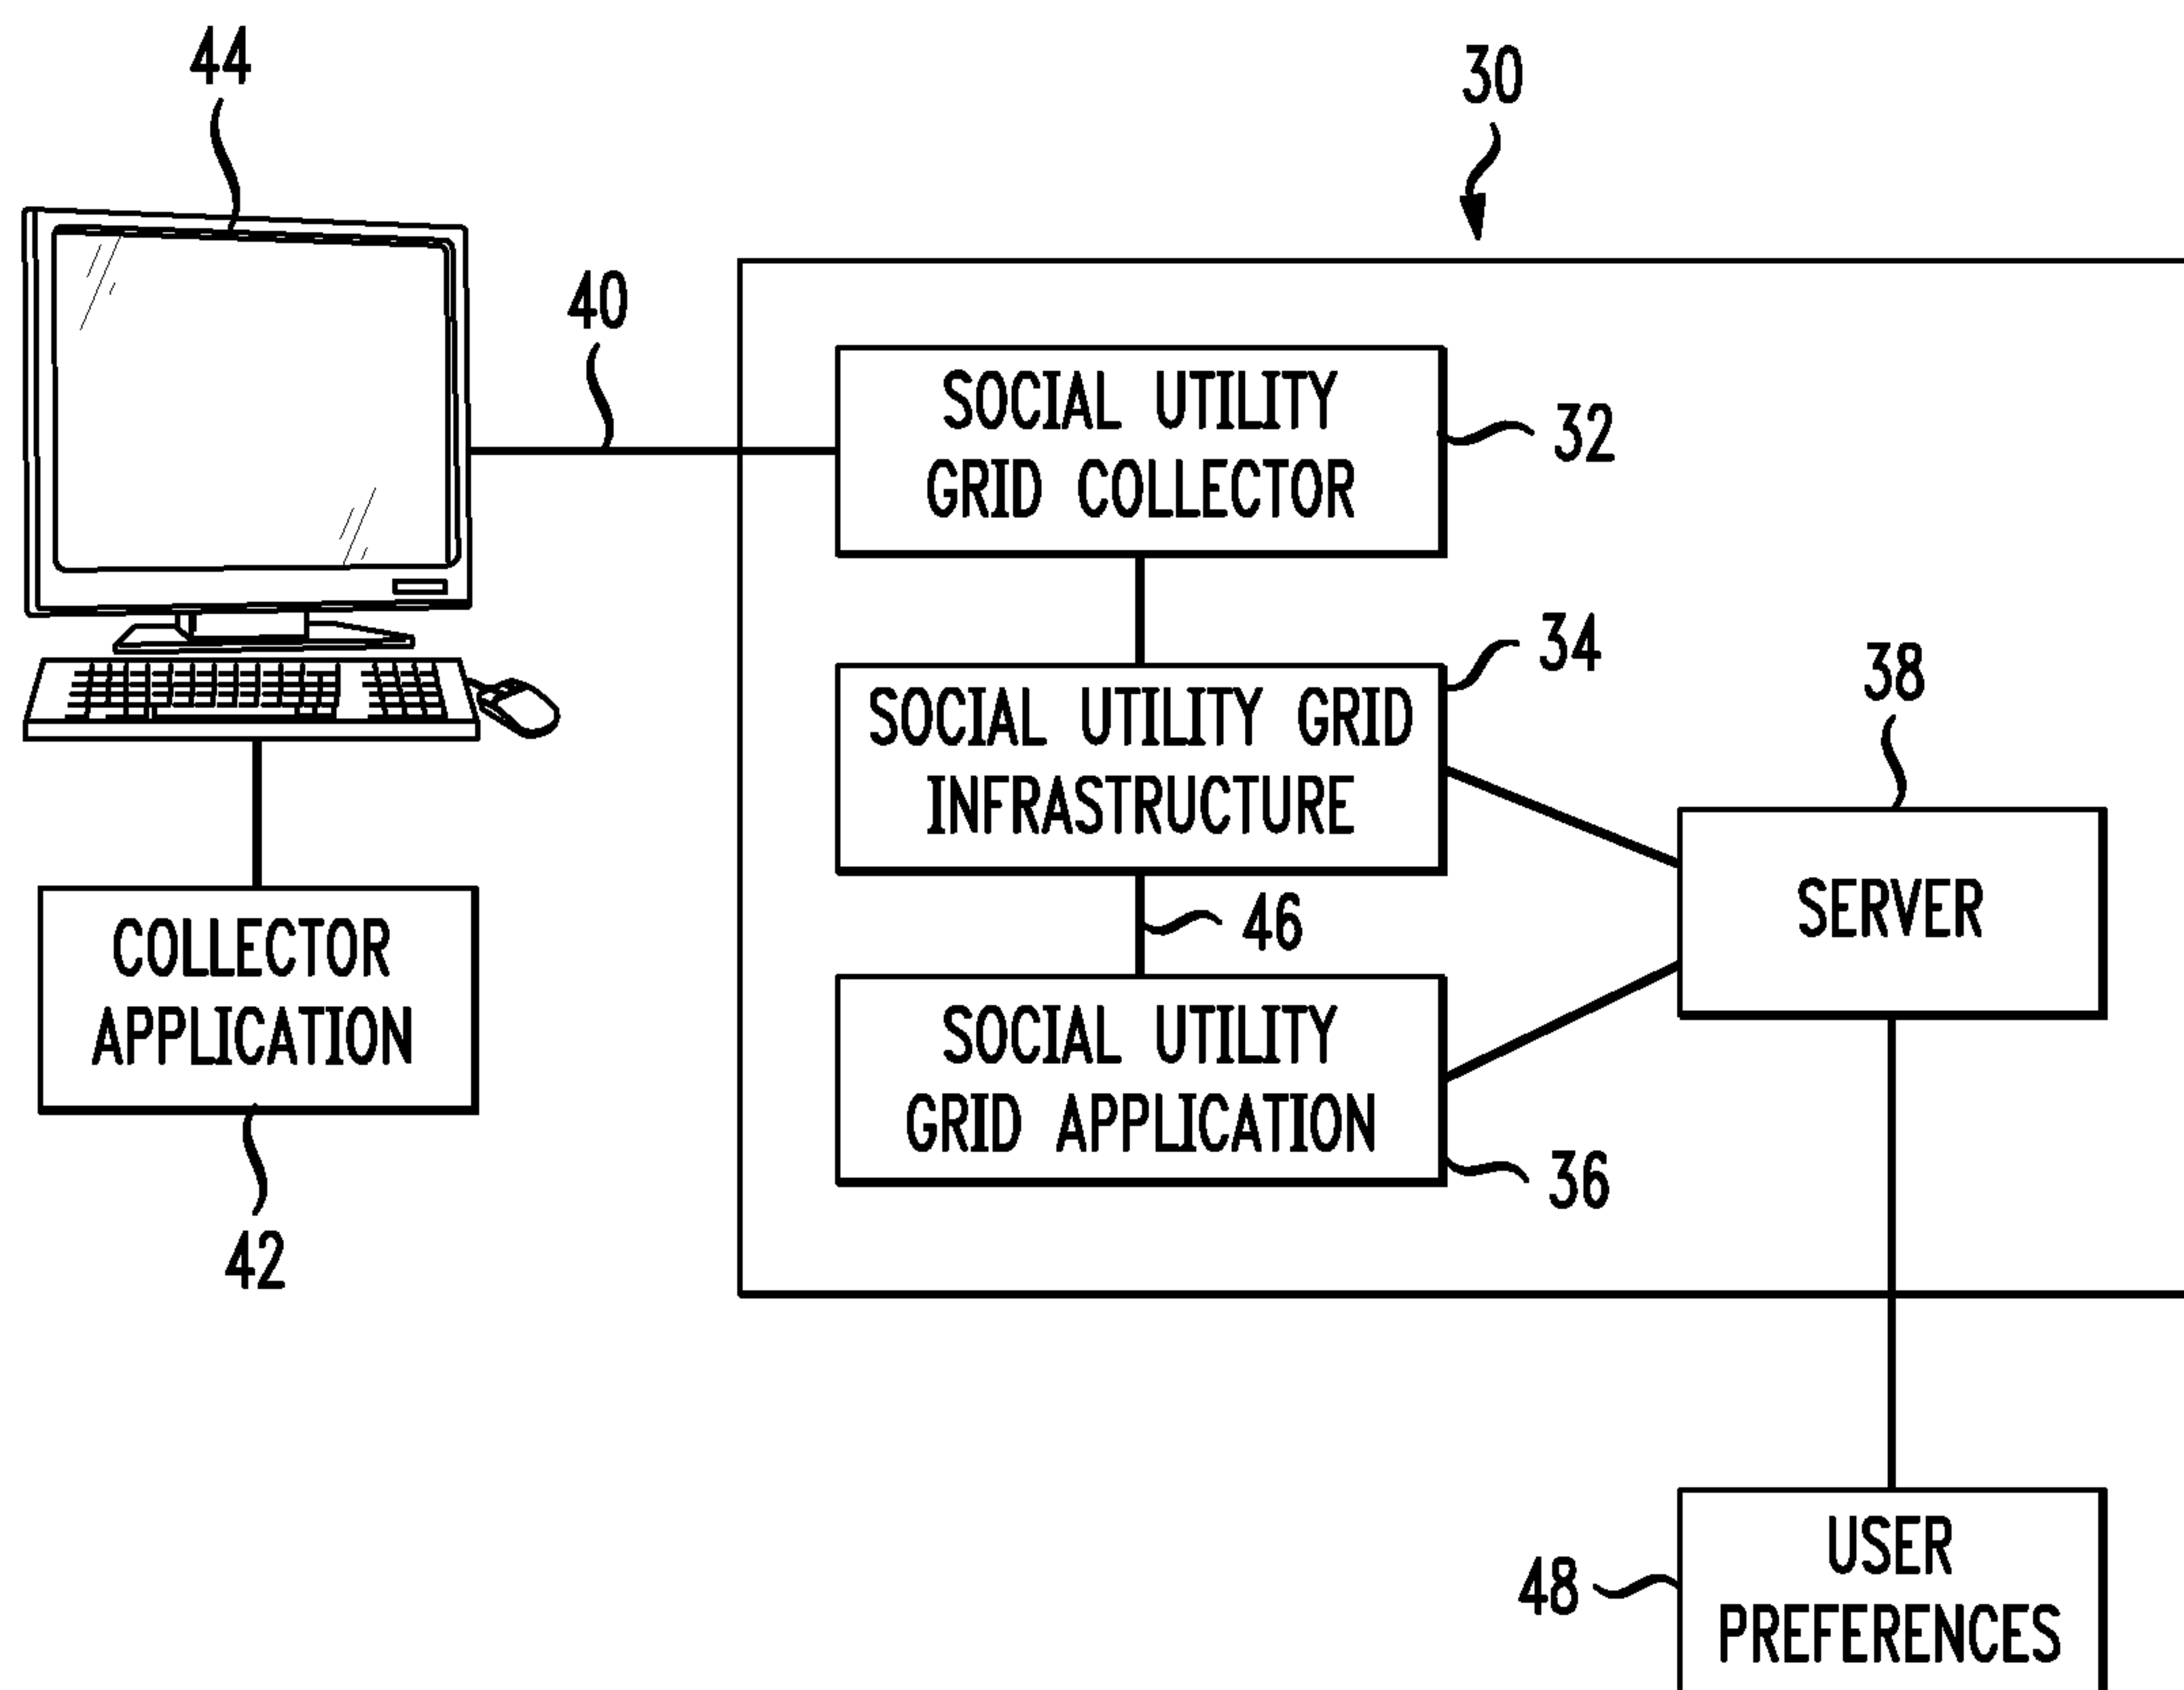 44
30
40
SOCIAL UTILITY
GRID COLLECTOR
32
34
SOCIAL UTILITY GRID
INFRASTRUCTURE
38
SERVER
46
COLLECTOR
APPLICATION
42
SOCIAL UTILITY
GRID APPLICATION
36
48
USER
PREFERENCES